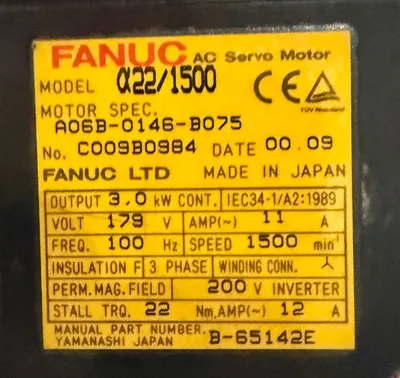 FANUC AC Servo Motor
MODEL α22/1500
CE
TÜV Rheinland
MOTOR SPEC.
A06B-0146-B075
No. C009B0984 DATE 00.09
FANUC LTD MADE IN JAPAN
OUTPUT 3.0 kW CONT. IEC34-1/A2:1989
VOLT 179 V AMP(~) 11 A
FREQ. 100 Hz SPEED 1500 min⁻¹
INSULATION F 3 PHASE WINDING CONN. 人
PERM. MAG. FIELD 200 V INVERTER
STALL TRQ. 22 Nm, AMP(~) 12 A
MANUAL PART NUMBER.
YAMANASHI JAPAN B-65142E